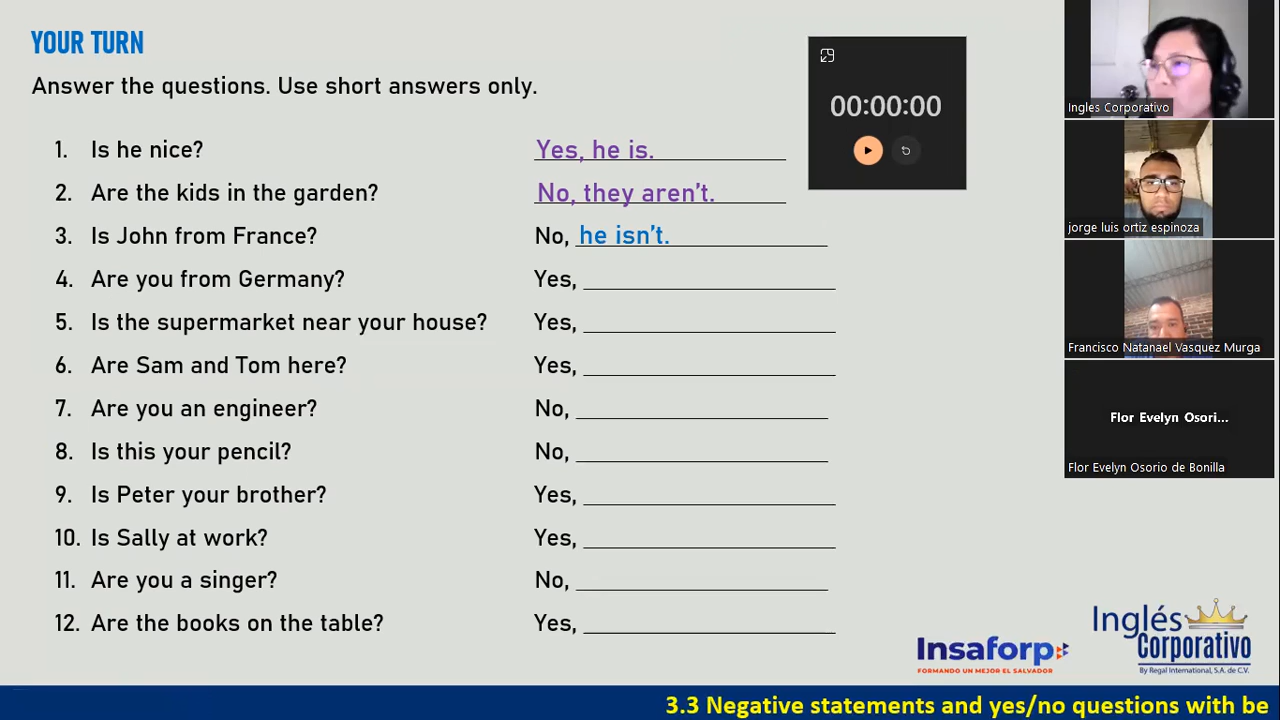 YOUR TURN
Answer the questions. Use short answers only.
00:00:00
1. Is he nice? Yes, he is.
2. Are the kids in the garden? No, they aren't.
3. Is John from France? No, he isn't.
4. Are you from Germany? Yes,
5. Is the supermarket near your house? Yes,
6. Are Sam and Tom here? Yes,
7. Are you an engineer? No,
8. Is this your pencil? No,
9. Is Peter your brother? Yes,
10. Is Sally at work? Yes,
11. Are you a singer? No,
12. Are the books on the table? Yes,
Ingles Corporativo
jorge luis ortiz espinoza
Francisco Natanael Vasquez Murga
Flor Evelyn Osori...
Flor Evelyn Osorio de Bonilla
Insaforp
FORMANDO UN MEJOR EL SALVADOR
Inglés
Corporativo
By Regal International, S.A. de C.V.
3.3 Negative statements and yes/no questions with be